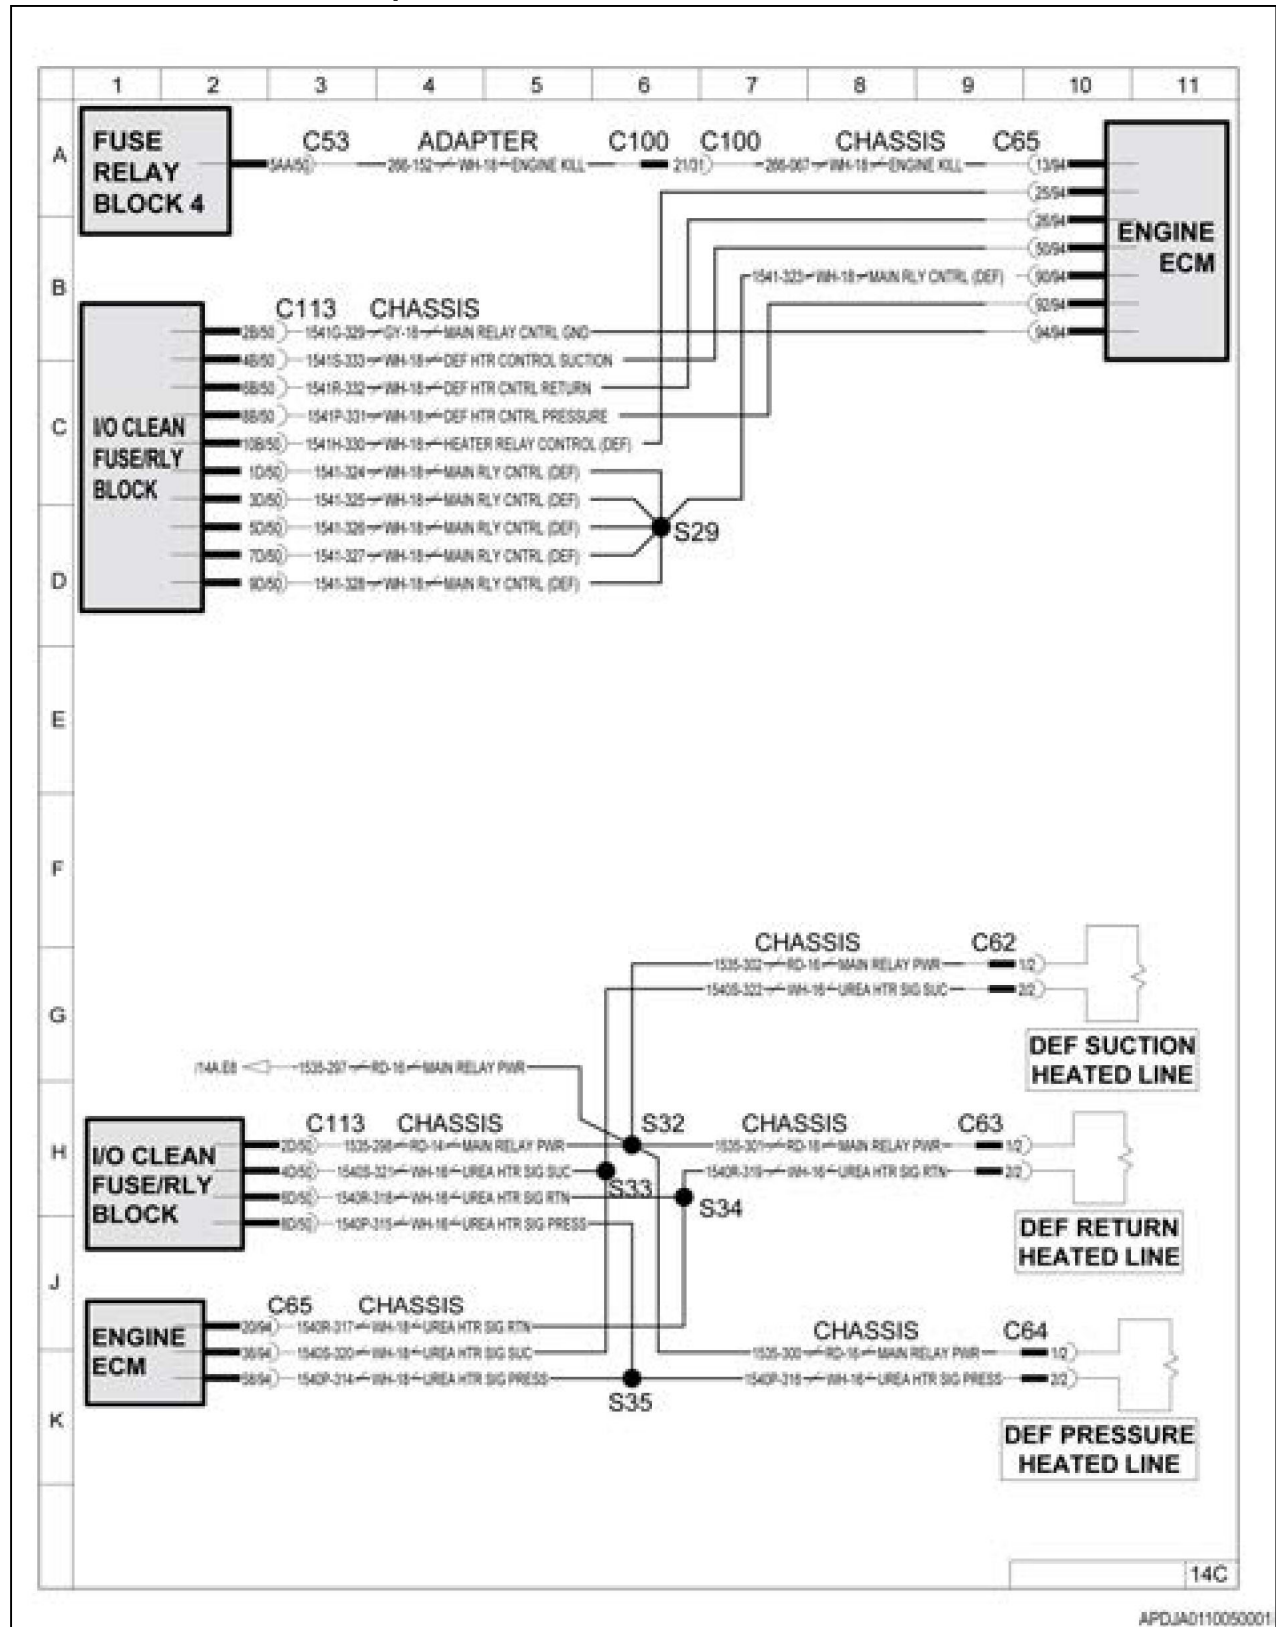 1 2 3 4 5 6 7 8 9 10 11
A
FUSE
RELAY
BLOCK 4
C53 ADAPTER C100 C100 CHASSIS C65
5AA/50 266-152 WH-18 ENGINE KILL 21/31 266-067 WH-18 ENGINE KILL 13/94
25/94
26/94
50/94
ENGINE
ECM
B
1541-323 WH-18 MAIN RLY CNTRL (DEF) 90/94
92/94
C113 CHASSIS
2B/50 1541G-329 GY-18 MAIN RELAY CNTRL GND 94/94
4B/50 1541S-333 WH-18 DEF HTR CONTROL SUCTION
6B/50 1541R-332 WH-18 DEF HTR CNTRL RETURN
C
I/O CLEAN
FUSE/RLY
BLOCK
8B/50 1541P-331 WH-18 DEF HTR CNTRL PRESSURE
10B/50 1541H-330 WH-18 HEATER RELAY CONTROL (DEF)
1D/50 1541-324 WH-18 MAIN RLY CNTRL (DEF)
3D/50 1541-325 WH-18 MAIN RLY CNTRL (DEF)
5D/50 1541-326 WH-18 MAIN RLY CNTRL (DEF)
S29
7D/50 1541-327 WH-18 MAIN RLY CNTRL (DEF)
D
9D/50 1541-328 WH-18 MAIN RLY CNTRL (DEF)
E
F
CHASSIS C62
1535-302 RD-16 MAIN RELAY PWR 1/2
1540S-322 WH-16 UREA HTR SIG SUC 2/2
G
DEF SUCTION
HEATED LINE
/14A.E8 1535-297 RD-16 MAIN RELAY PWR
H
I/O CLEAN
FUSE/RLY
BLOCK
C113 CHASSIS S32 CHASSIS C63
2D/50 1535-298 RD-14 MAIN RELAY PWR 1535-301 RD-16 MAIN RELAY PWR 1/2
4D/50 1540S-321 WH-16 UREA HTR SIG SUC 1540R-319 WH-16 UREA HTR SIG RTN 2/2
S33
6D/50 1540R-318 WH-16 UREA HTR SIG RTN
S34
8D/50 1540P-315 WH-16 UREA HTR SIG PRESS
DEF RETURN
HEATED LINE
J
ENGINE
ECM
C65 CHASSIS
20/94 1540R-317 WH-18 UREA HTR SIG RTN
CHASSIS C64
38/94 1540S-320 WH-18 UREA HTR SIG SUC 1535-300 RD-16 MAIN RELAY PWR 1/2
58/94 1540P-314 WH-18 UREA HTR SIG PRESS 1540P-316 WH-16 UREA HTR SIG PRESS 2/2
S35
K
DEF PRESSURE
HEATED LINE
14C
APDJA0110050001